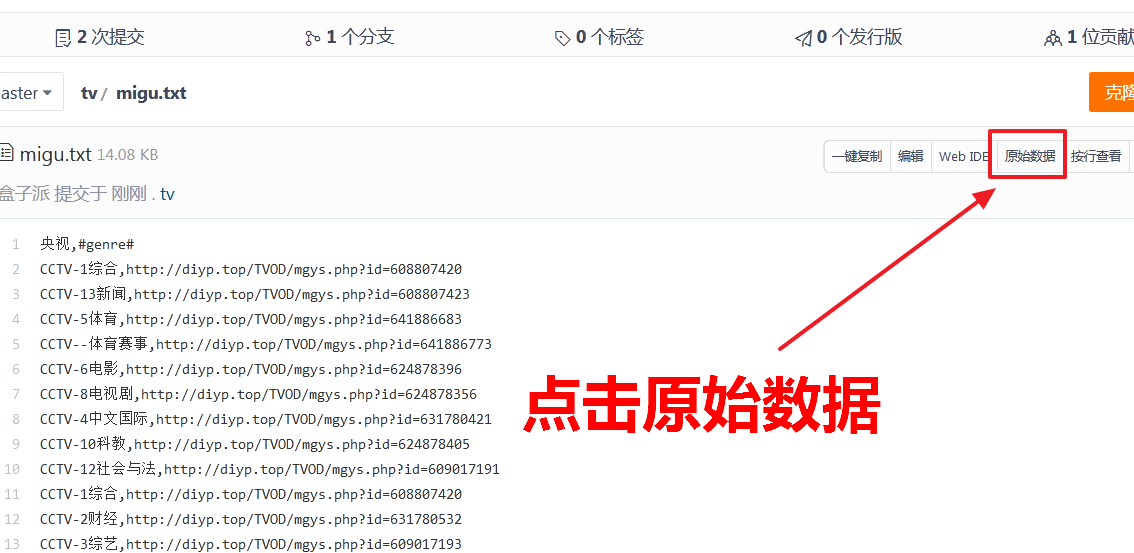 2 次提交
1 个分支
0 个标签
0 个发行版
1 位贡献
aster
tv / migu.txt
克隆
migu.txt 14.08 KB
一键复制
编辑
Web IDE
原始数据
按行查看
盒子派 提交于 刚刚 . tv
1 央视,#genre#
2 CCTV-1综合,http://diyp.top/TVOD/mgys.php?id=608807420
3 CCTV-13新闻,http://diyp.top/TVOD/mgys.php?id=608807423
4 CCTV-5体育,http://diyp.top/TVOD/mgys.php?id=641886683
5 CCTV--体育赛事,http://diyp.top/TVOD/mgys.php?id=641886773
6 CCTV-6电影,http://diyp.top/TVOD/mgys.php?id=624878396
7 CCTV-8电视剧,http://diyp.top/TVOD/mgys.php?id=624878356
8 CCTV-4中文国际,http://diyp.top/TVOD/mgys.php?id=631780421
9 CCTV-10科教,http://diyp.top/TVOD/mgys.php?id=624878405
10 CCTV-12社会与法,http://diyp.top/TVOD/mgys.php?id=609017191
11 CCTV-1综合,http://diyp.top/TVOD/mgys.php?id=608807420
12 CCTV-2财经,http://diyp.top/TVOD/mgys.php?id=631780532
13 CCTV-3综艺,http://diyp.top/TVOD/mgys.php?id=609017193
点击原始数据